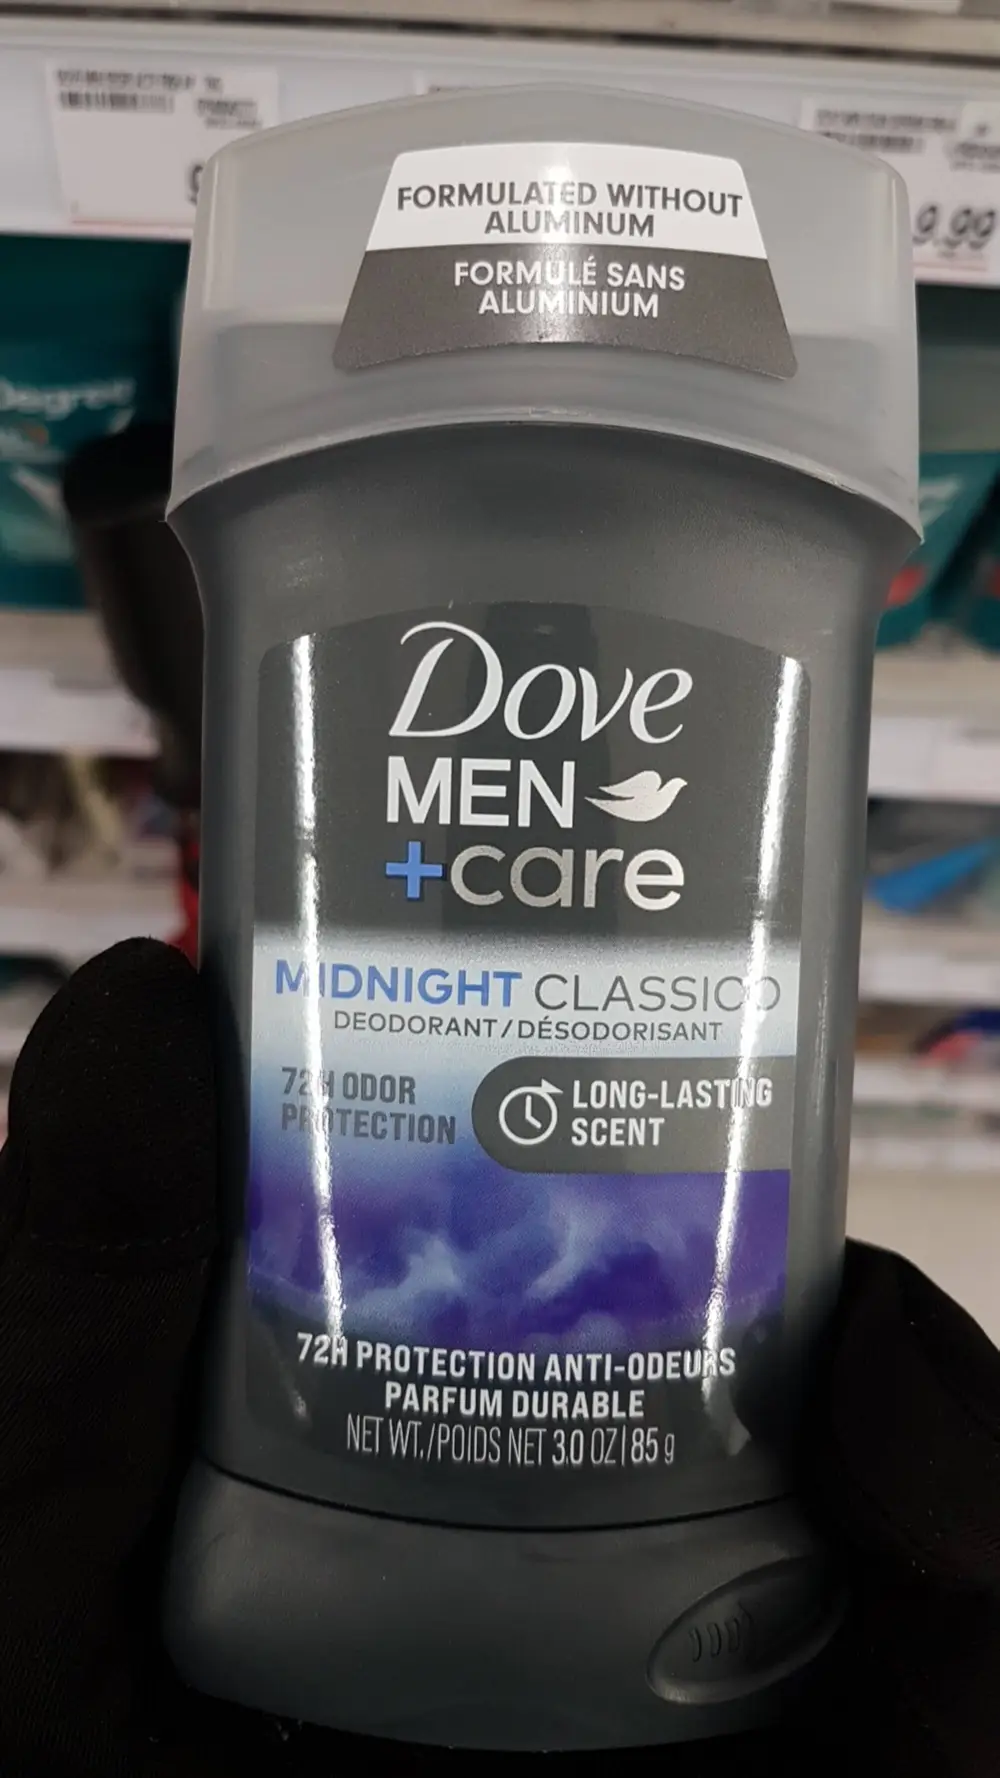 9.99
FORMULATED WITHOUT
ALUMINUM
FORMULÉ SANS
ALUMINIUM
Degree
Dove
MEN
+care
MIDNIGHT CLASSICO
DEODORANT/DÉSODORISANT
72H ODOR
PROTECTION
LONG-LASTING
SCENT
72H PROTECTION ANTI-ODEURS
PARFUM DURABLE
NET WT./POIDS NET 3.0 OZ|85 g